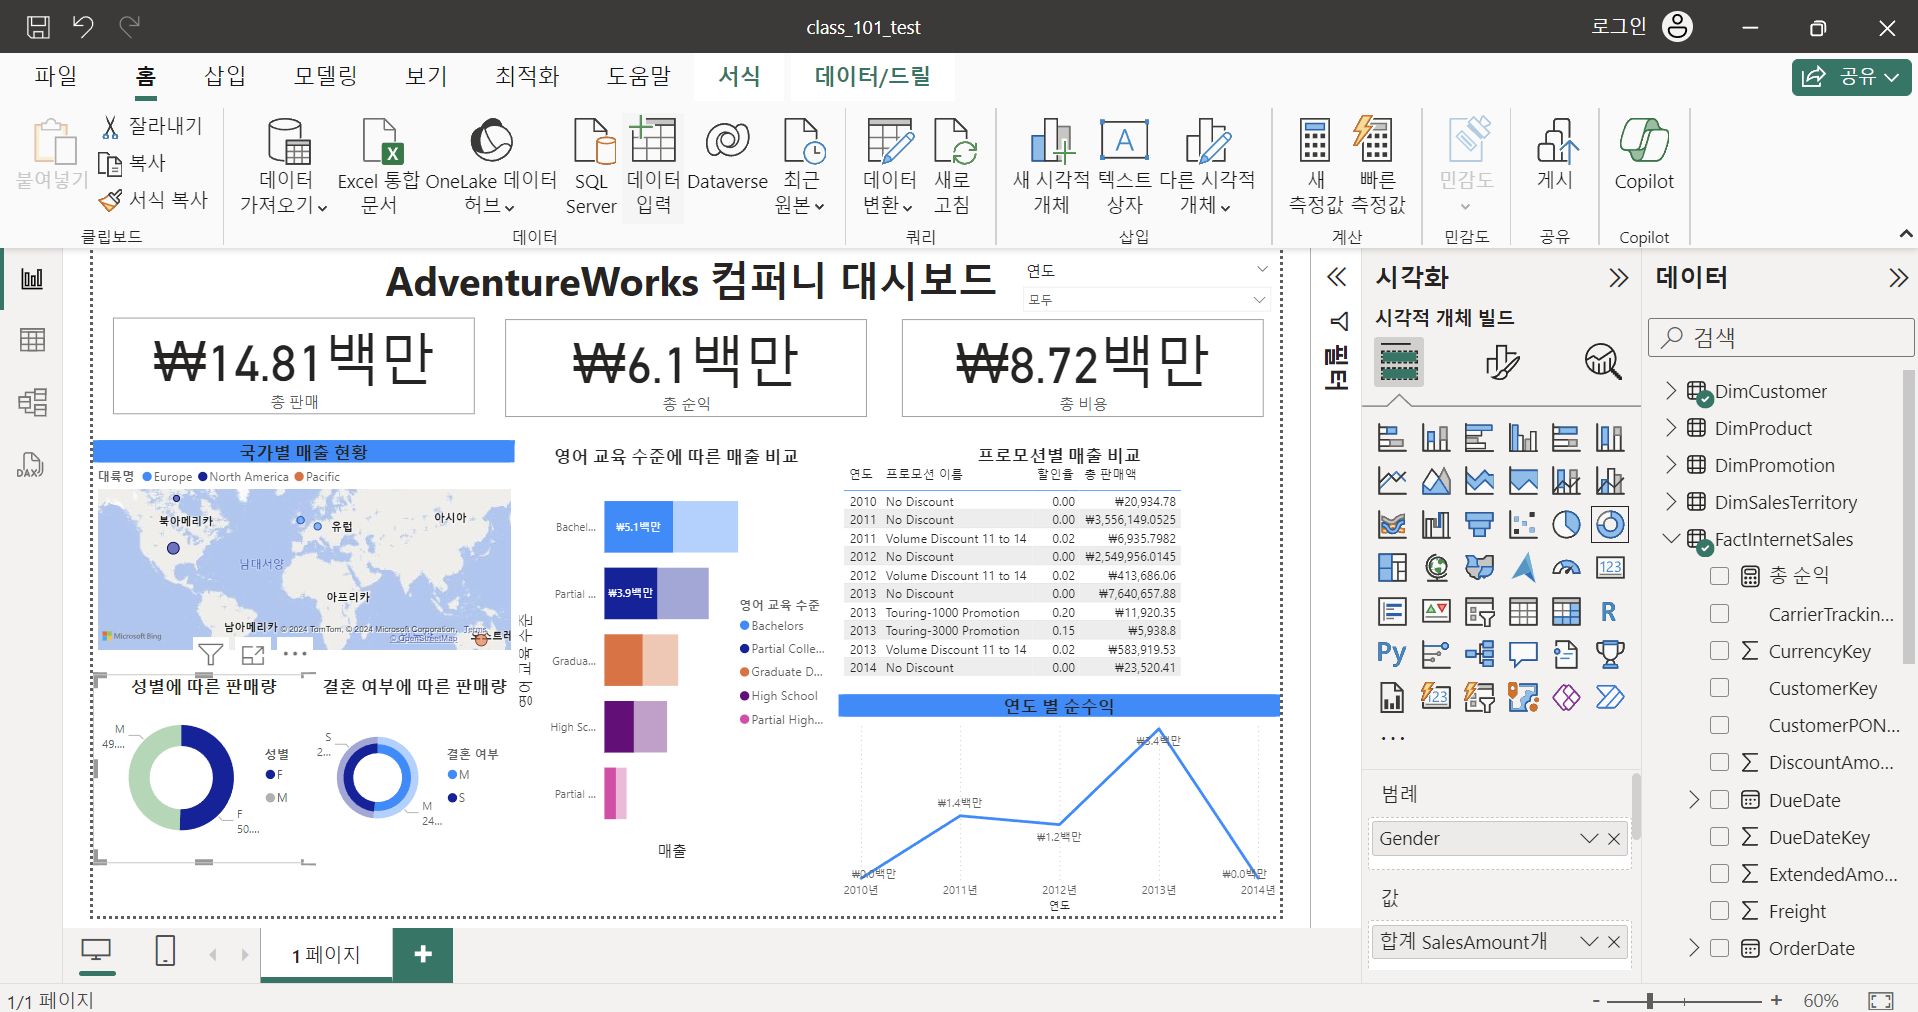 class_101_test
로그인
파일
홈
삽입
모델링
보기
최적화
도움말
서식
데이터/드릴
공유
붙여넣기
잘라내기
복사
서식 복사
클립보드
데이터
가져오기
Excel 통합
문서
OneLake 데이터
허브
SQL
Server
데이터
입력
Dataverse
최근
원본
데이터
데이터
변환
새로
고침
쿼리
새 시각적
개체
텍스트
상자
다른 시각적
개체
삽입
새
측정값
빠른
측정값
계산
민감도
민감도
게시
공유
Copilot
Copilot
DAX
AdventureWorks 컴퍼니 대시보드
연도
모두
₩14.81백만
총 판매
₩6.1백만
총 순익
₩8.72백만
총 비용
국가별 매출 현황
대륙명 Europe North America Pacific
북아메리카
유럽
아시아
남대서양
아프리카
남아메리카
Microsoft Bing
© 2024 TomTom, © 2024 Microsoft Corporation, Terms
© OpenStreetMap
성별에 따른 판매량
M
49....
F
50....
성별
F
M
결혼 여부에 따른 판매량
S
2...
M
24...
결혼 여부
M
S
영어 교육 수준에 따른 매출 비교
영어 교육 수준
Bachel...
₩5.1백만
Partial ...
₩3.9백만
Gradua...
High Sc...
Partial ...
매출
영어 교육 수준
Bachelors
Partial Colle...
Graduate D...
High School
Partial High...
프로모션별 매출 비교
연도 프로모션 이름 할인율 총 판매액
2010 No Discount 0.00 ₩20,934.78
2011 No Discount 0.00 ₩3,556,149.0525
2011 Volume Discount 11 to 14 0.02 ₩6,935.7982
2012 No Discount 0.00 ₩2,549,956.0145
2012 Volume Discount 11 to 14 0.02 ₩413,686.06
2013 No Discount 0.00 ₩7,640,657.88
2013 Touring-1000 Promotion 0.20 ₩11,920.35
2013 Touring-3000 Promotion 0.15 ₩5,938.8
2013 Volume Discount 11 to 14 0.02 ₩583,919.53
2014 No Discount 0.00 ₩23,520.41
연도 별 순수익
₩0.0백만
₩1.4백만
₩1.2백만
₩3.4백만
₩0.0백만
2010년
2011년
2012년
2013년
2014년
연도
필터
시각화
시각적 개체 빌드
123
R
Py
123
범례
Gender
값
합계 SalesAmount개
데이터
검색
DimCustomer
DimProduct
DimPromotion
DimSalesTerritory
FactInternetSales
총 순익
CarrierTrackin...
CurrencyKey
CustomerKey
CustomerPON...
DiscountAmo...
DueDate
DueDateKey
ExtendedAmo...
Freight
OrderDate
1 페이지
1/1 페이지
- + 60%